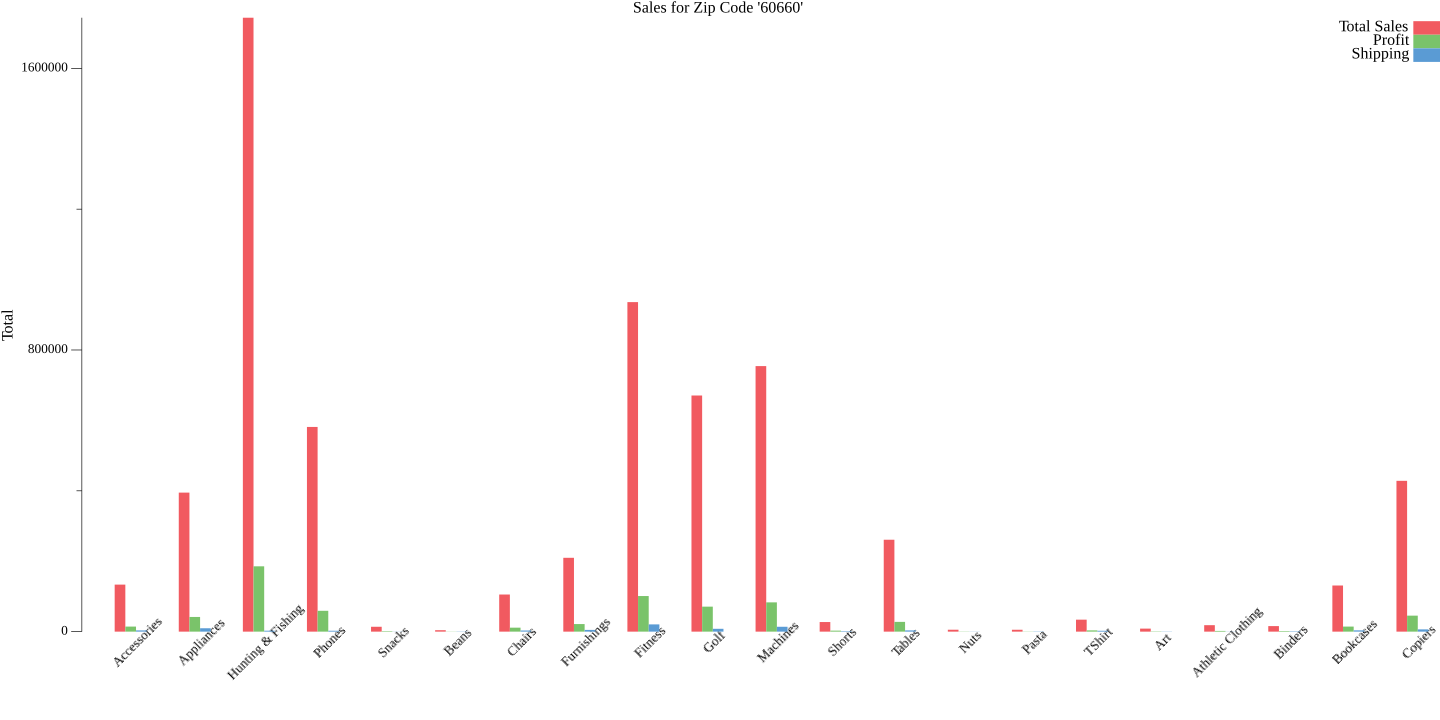 Sales for Zip Code '60660'
Total Sales
Profit
Shipping
1600000
800000
0
Total
Accessories
Appliances
Hunting & Fishing
Phones
Snacks
Beans
Chairs
Furnishings
Fitness
Golf
Machines
Shorts
Tables
Nuts
Pasta
TShirt
Art
Athletic Clothing
Binders
Bookcases
Copiers